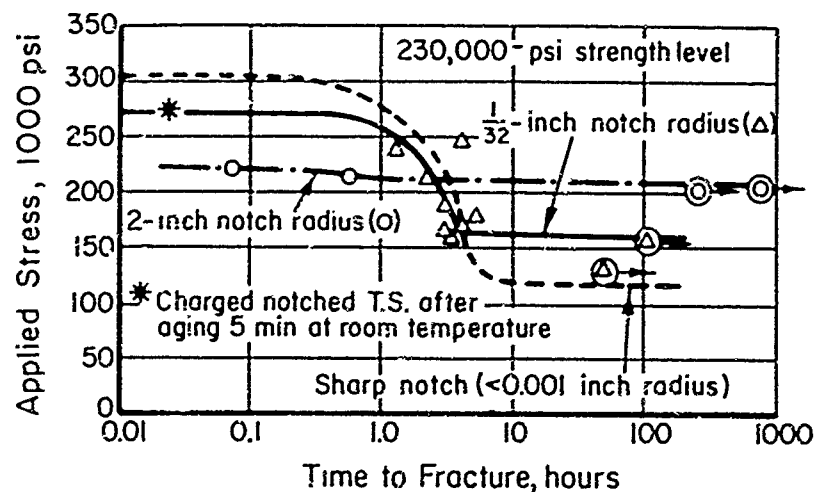 Applied Stress, 1000 psi
350
300
250
200
150
100
50
0
230,000-psi strength level
1/32-inch notch radius(△)
2-inch notch radius(O)
* Charged notched T.S. after
aging 5 min at room temperature
Sharp notch (<0.001 inch radius)
0.01 0.1 1.0 10 100 1000
Time to Fracture, hours